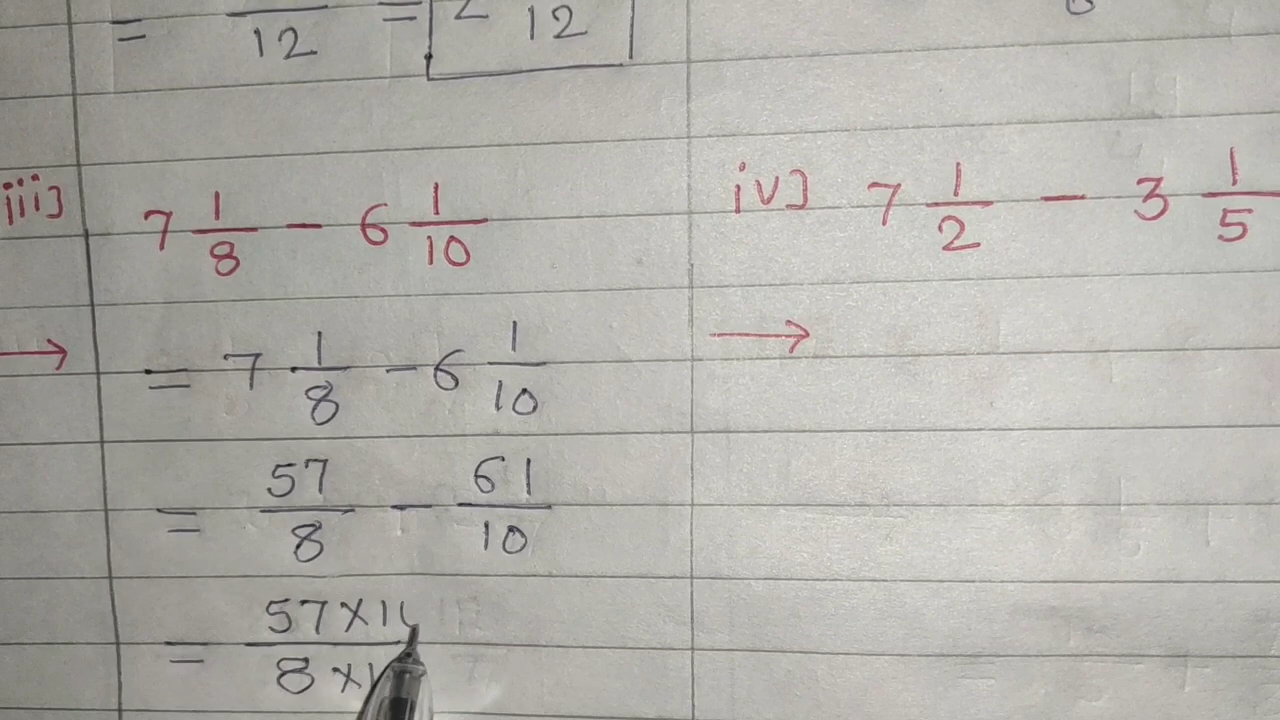 = 12 = 2 12
iii] 7 1/8 - 6 1/10
= 7 1/8 - 6 1/10
= 57/8 - 61/10
= 57×1 / 8×1
iv] 7 1/2 - 3 1/5